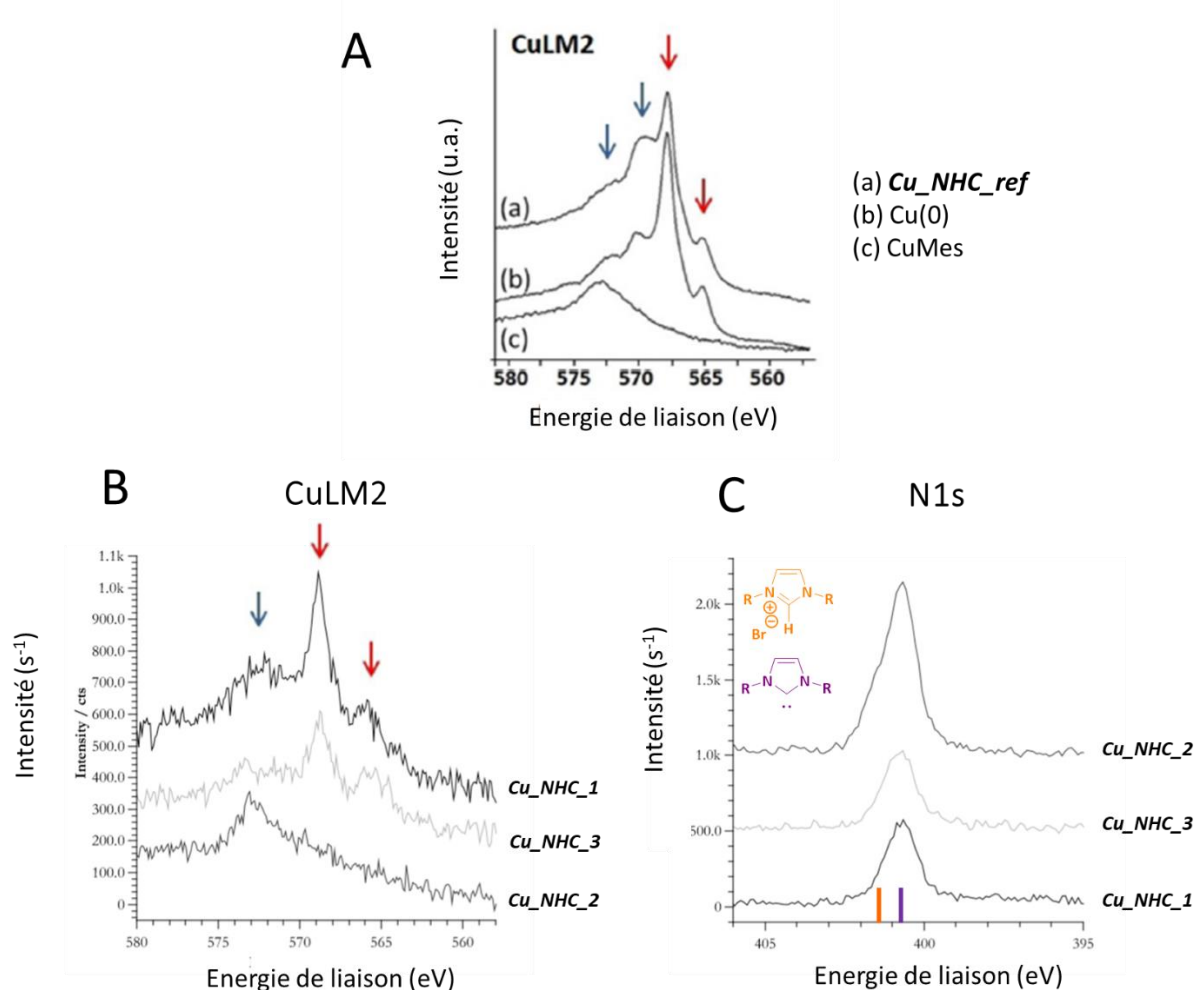 A
CuLM2
Intensité (u.a.)
(a)
(b)
(c)
580 575 570 565 560
Energie de liaison (eV)
(a) Cu_NHC_ref
(b) Cu(0)
(c) CuMes
B
CuLM2
Intensité (s-1)
Intensity / cts
1.1k
1.0k
900.0
800.0
700.0
600.0
500.0
400.0
300.0
200.0
100.0
0
Cu_NHC_1
Cu_NHC_3
Cu_NHC_2
580 575 570 565 560
Energie de liaison (eV)
C
N1s
Intensité (s-1)
2.0k
1.5k
1.0k
500.0
0
R N N R
⊕
⊖
Br H
R N N R
Cu_NHC_2
Cu_NHC_3
Cu_NHC_1
405 400 395
Energie de liaison (eV)